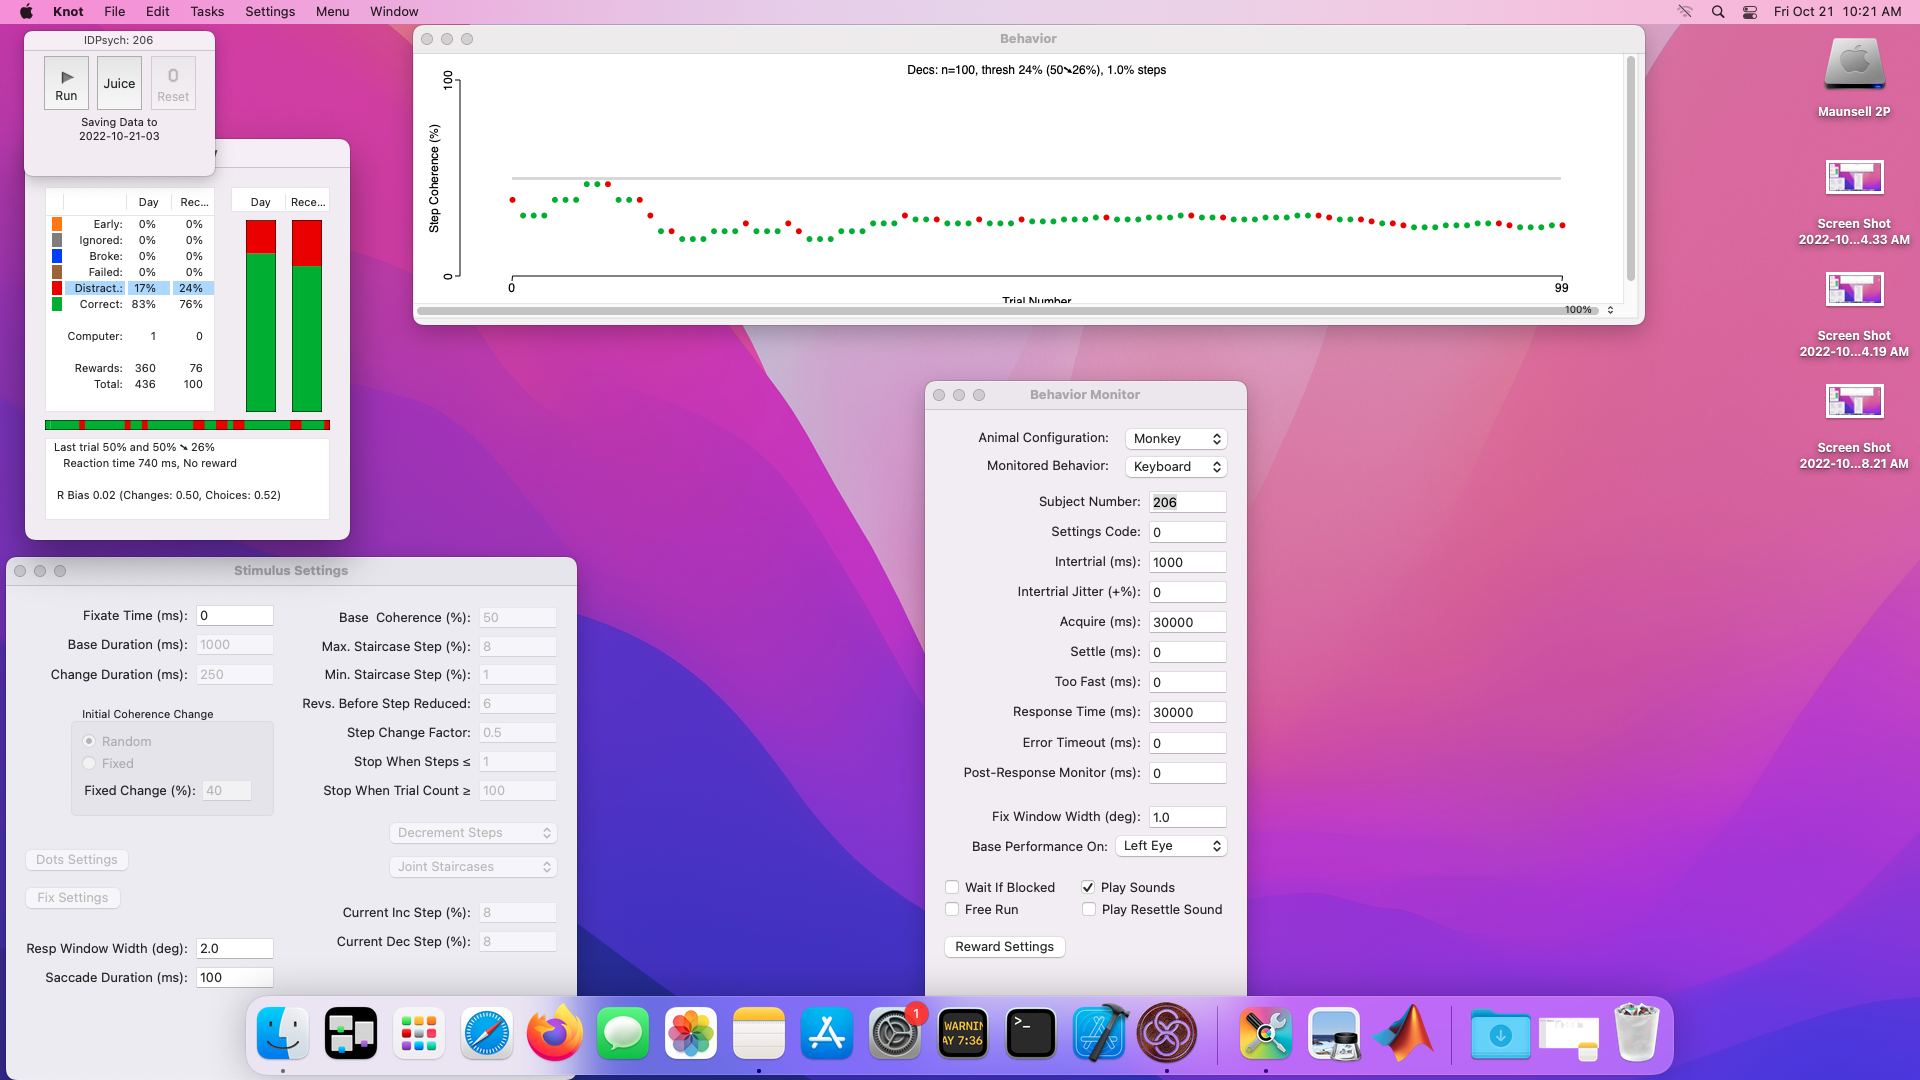 Knot File Edit Tasks Settings Menu Window
Fri Oct 21 10:21 AM
IDPsych: 206
Run
Juice
0
Reset
Saving Data to
2022-10-21-03
Day Rec...
Early: 0% 0%
Ignored: 0% 0%
Broke: 0% 0%
Failed: 0% 0%
Distract.: 17% 24%
Correct: 83% 76%
Computer: 1 0
Rewards: 360 76
Total: 436 100
Day Rece...
Last trial 50% and 50% ➘ 26%
Reaction time 740 ms, No reward
R Bias 0.02 (Changes: 0.50, Choices: 0.52)
Behavior
Decs: n=100, thresh 24% (50➘26%), 1.0% steps
Step Coherence (%)
100
0
0
99
Trial Number
100%
Maunsell 2P
Screen Shot
2022-10...4.33 AM
Screen Shot
2022-10...4.19 AM
Screen Shot
2022-10...8.21 AM
Stimulus Settings
Fixate Time (ms): 0
Base Duration (ms): 1000
Change Duration (ms): 250
Initial Coherence Change
Random
Fixed
Fixed Change (%): 40
Dots Settings
Fix Settings
Resp Window Width (deg): 2.0
Saccade Duration (ms): 100
Base Coherence (%): 50
Max. Staircase Step (%): 8
Min. Staircase Step (%): 1
Revs. Before Step Reduced: 6
Step Change Factor: 0.5
Stop When Steps ≤ 1
Stop When Trial Count ≥ 100
Decrement Steps
Joint Staircases
Current Inc Step (%): 8
Current Dec Step (%): 8
Behavior Monitor
Animal Configuration: Monkey
Monitored Behavior: Keyboard
Subject Number: 206
Settings Code: 0
Intertrial (ms): 1000
Intertrial Jitter (+%): 0
Acquire (ms): 30000
Settle (ms): 0
Too Fast (ms): 0
Response Time (ms): 30000
Error Timeout (ms): 0
Post-Response Monitor (ms): 0
Fix Window Width (deg): 1.0
Base Performance On: Left Eye
Wait If Blocked
Play Sounds
Free Run
Play Resettle Sound
Reward Settings
1
WARNIN
AY 7:36
>_